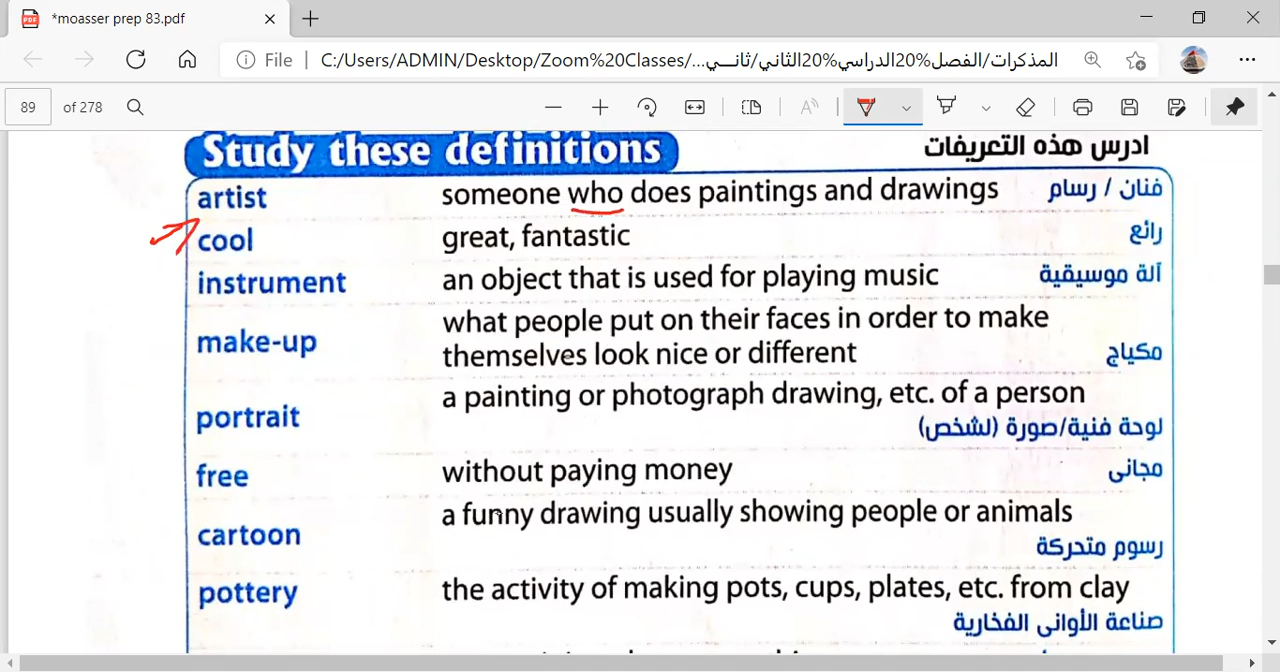 *moasser prep 83.pdf
File
C:/Users/ADMIN/Desktop/Zoom%20Classes/المذكرات/الفصل%20الدراسي%20الثاني/ثانـــي...
89 of 278
Study these definitions ادرس هذه التعريفات
artist someone who does paintings and drawings فنان / رسام
cool great, fantastic رائع
instrument an object that is used for playing music آلة موسيقية
make-up what people put on their faces in order to make
themselves look nice or different مكياج
portrait a painting or photograph drawing, etc. of a person
لوحة فنية/صورة (لشخص)
free without paying money مجانى
cartoon a funny drawing usually showing people or animals
رسوم متحركة
pottery the activity of making pots, cups, plates, etc. from clay
صناعة الأوانى الفخارية